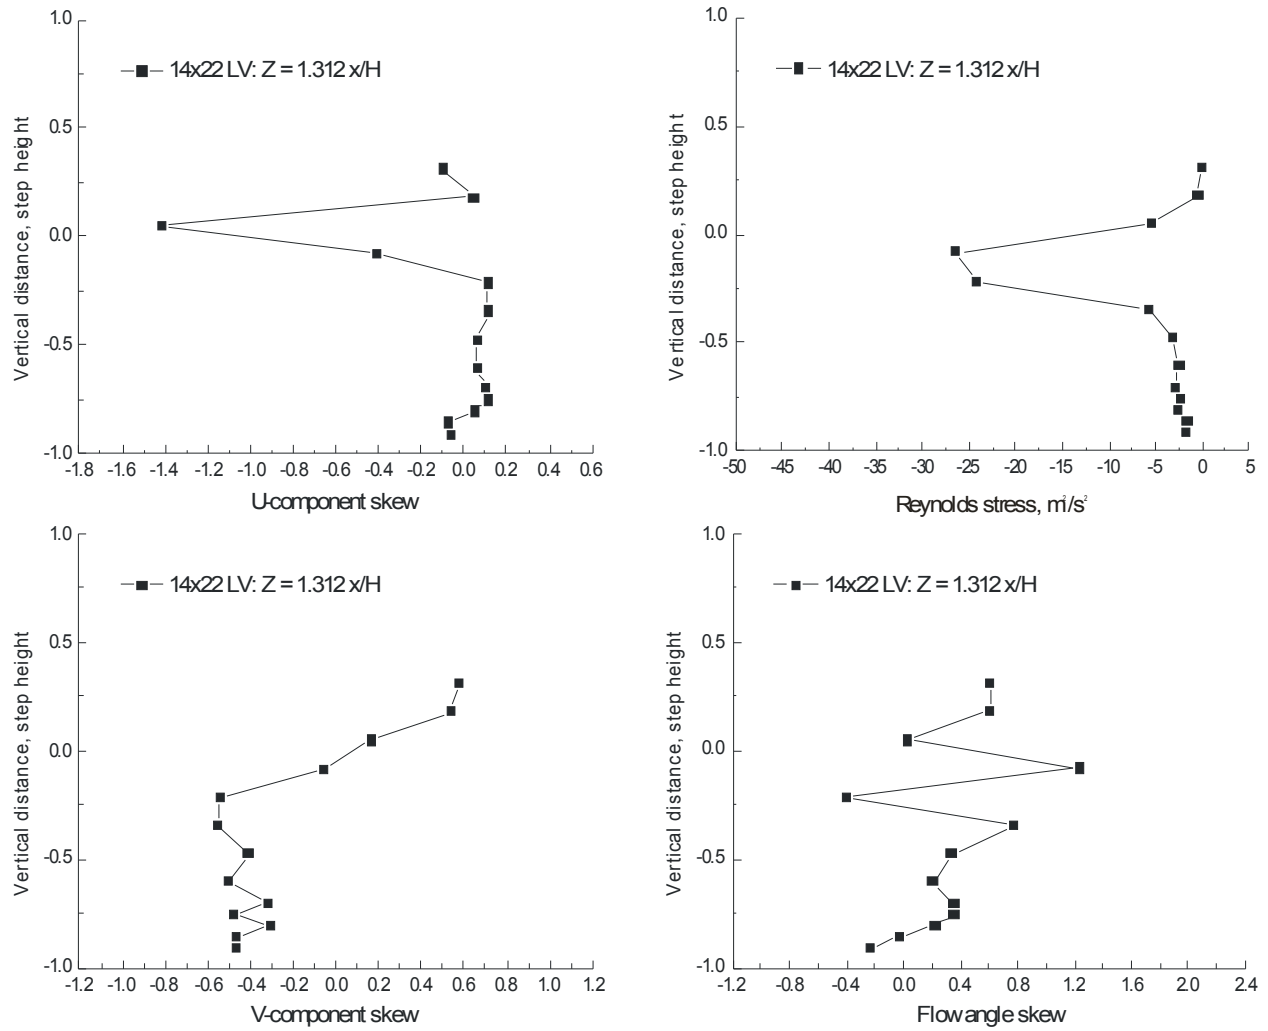 1.0
14x22 LV: Z = 1.312 x/H
0.5
0.0
-0.5
-1.0
Vertical distance, step height
-1.8 -1.6 -1.4 -1.2 -1.0 -0.8 -0.6 -0.4 -0.2 0.0 0.2 0.4 0.6
U-component skew
1.0
14x22 LV: Z = 1.312 x/H
0.5
0.0
-0.5
-1.0
Vertical distance, step height
-50 -45 -40 -35 -30 -25 -20 -15 -10 -5 0 5
Reynolds stress, m²/s²
1.0
14x22 LV: Z = 1.312 x/H
0.5
0.0
-0.5
-1.0
Vertical distance, step height
-1.2 -1.0 -0.8 -0.6 -0.4 -0.2 0.0 0.2 0.4 0.6 0.8 1.0 1.2
V-component skew
1.0
14x22 LV: Z = 1.312 x/H
0.5
0.0
-0.5
-1.0
Vertical distance, step height
-1.2 -0.8 -0.4 0.0 0.4 0.8 1.2 1.6 2.0 2.4
Flow angle skew